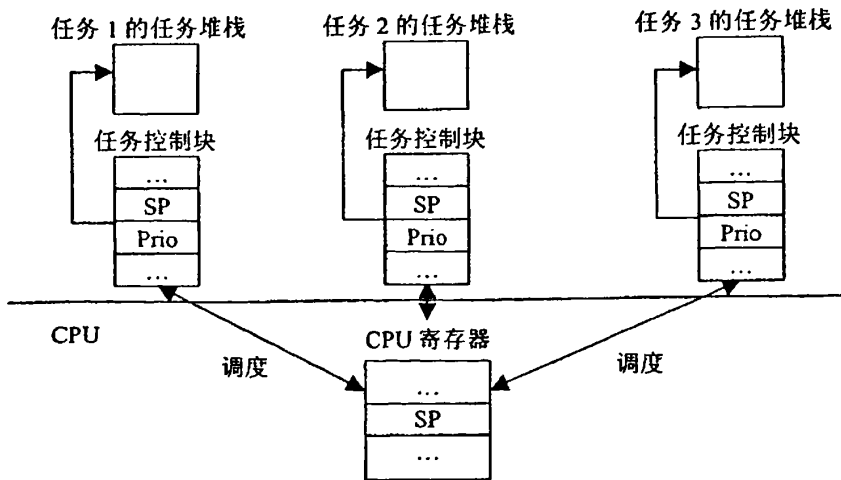 任务 1 的任务堆栈
任务 2 的任务堆栈
任务 3 的任务堆栈
任务控制块
任务控制块
任务控制块
…
SP
Prio
…
…
SP
Prio
…
…
SP
Prio
…
CPU
CPU 寄存器
调度
调度
…
SP
…